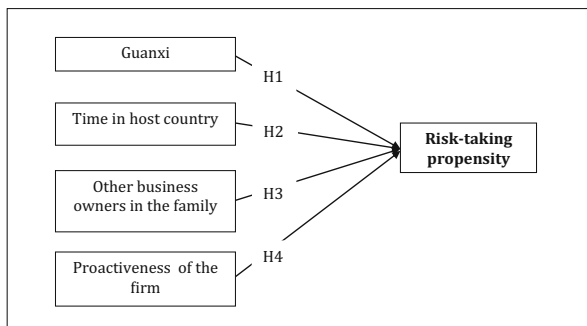 Guanxi
H1
Time in host country
H2
Risk-taking
propensity
Other business
owners in the family
H3
Proactiveness of the
firm
H4